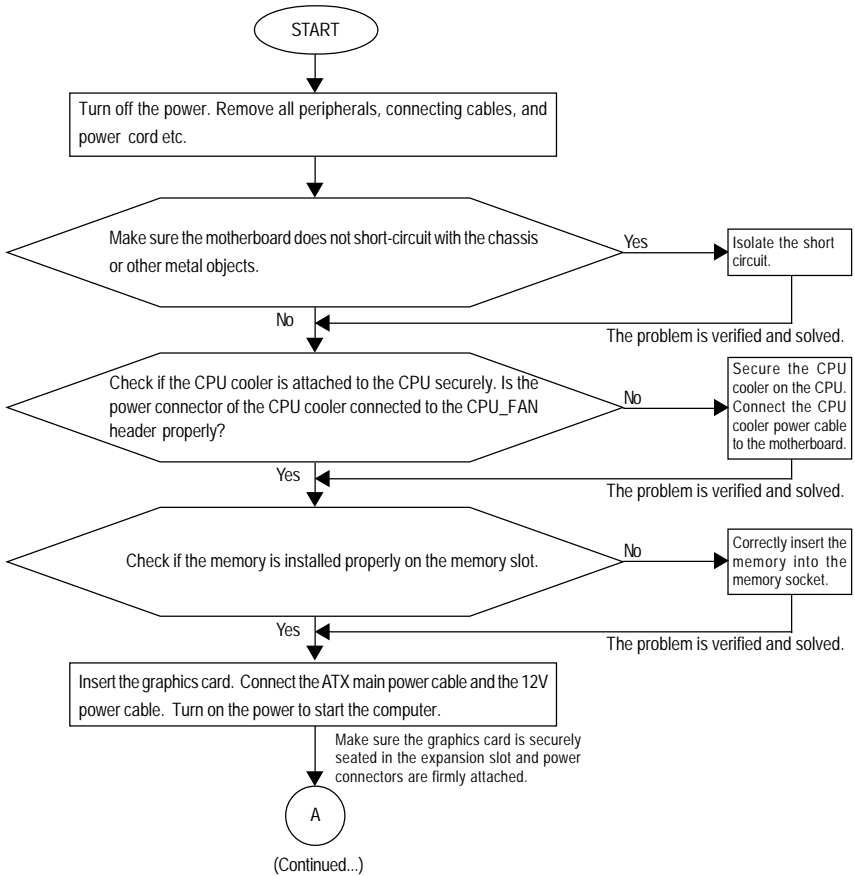 START
Turn off the power. Remove all peripherals, connecting cables, and
power cord etc.
Make sure the motherboard does not short-circuit with the chassis
or other metal objects.
Yes
Isolate the short
circuit.
No
The problem is verified and solved.
Check if the CPU cooler is attached to the CPU securely. Is the
power connector of the CPU cooler connected to the CPU_FAN
header properly?
No
Secure the CPU
cooler on the CPU.
Connect the CPU
cooler power cable
to the motherboard.
Yes
The problem is verified and solved.
Check if the memory is installed properly on the memory slot.
No
Correctly insert the
memory into the
memory socket.
Yes
The problem is verified and solved.
Insert the graphics card. Connect the ATX main power cable and the 12V
power cable. Turn on the power to start the computer.
Make sure the graphics card is securely
seated in the expansion slot and power
connectors are firmly attached.
A
(Continued...)